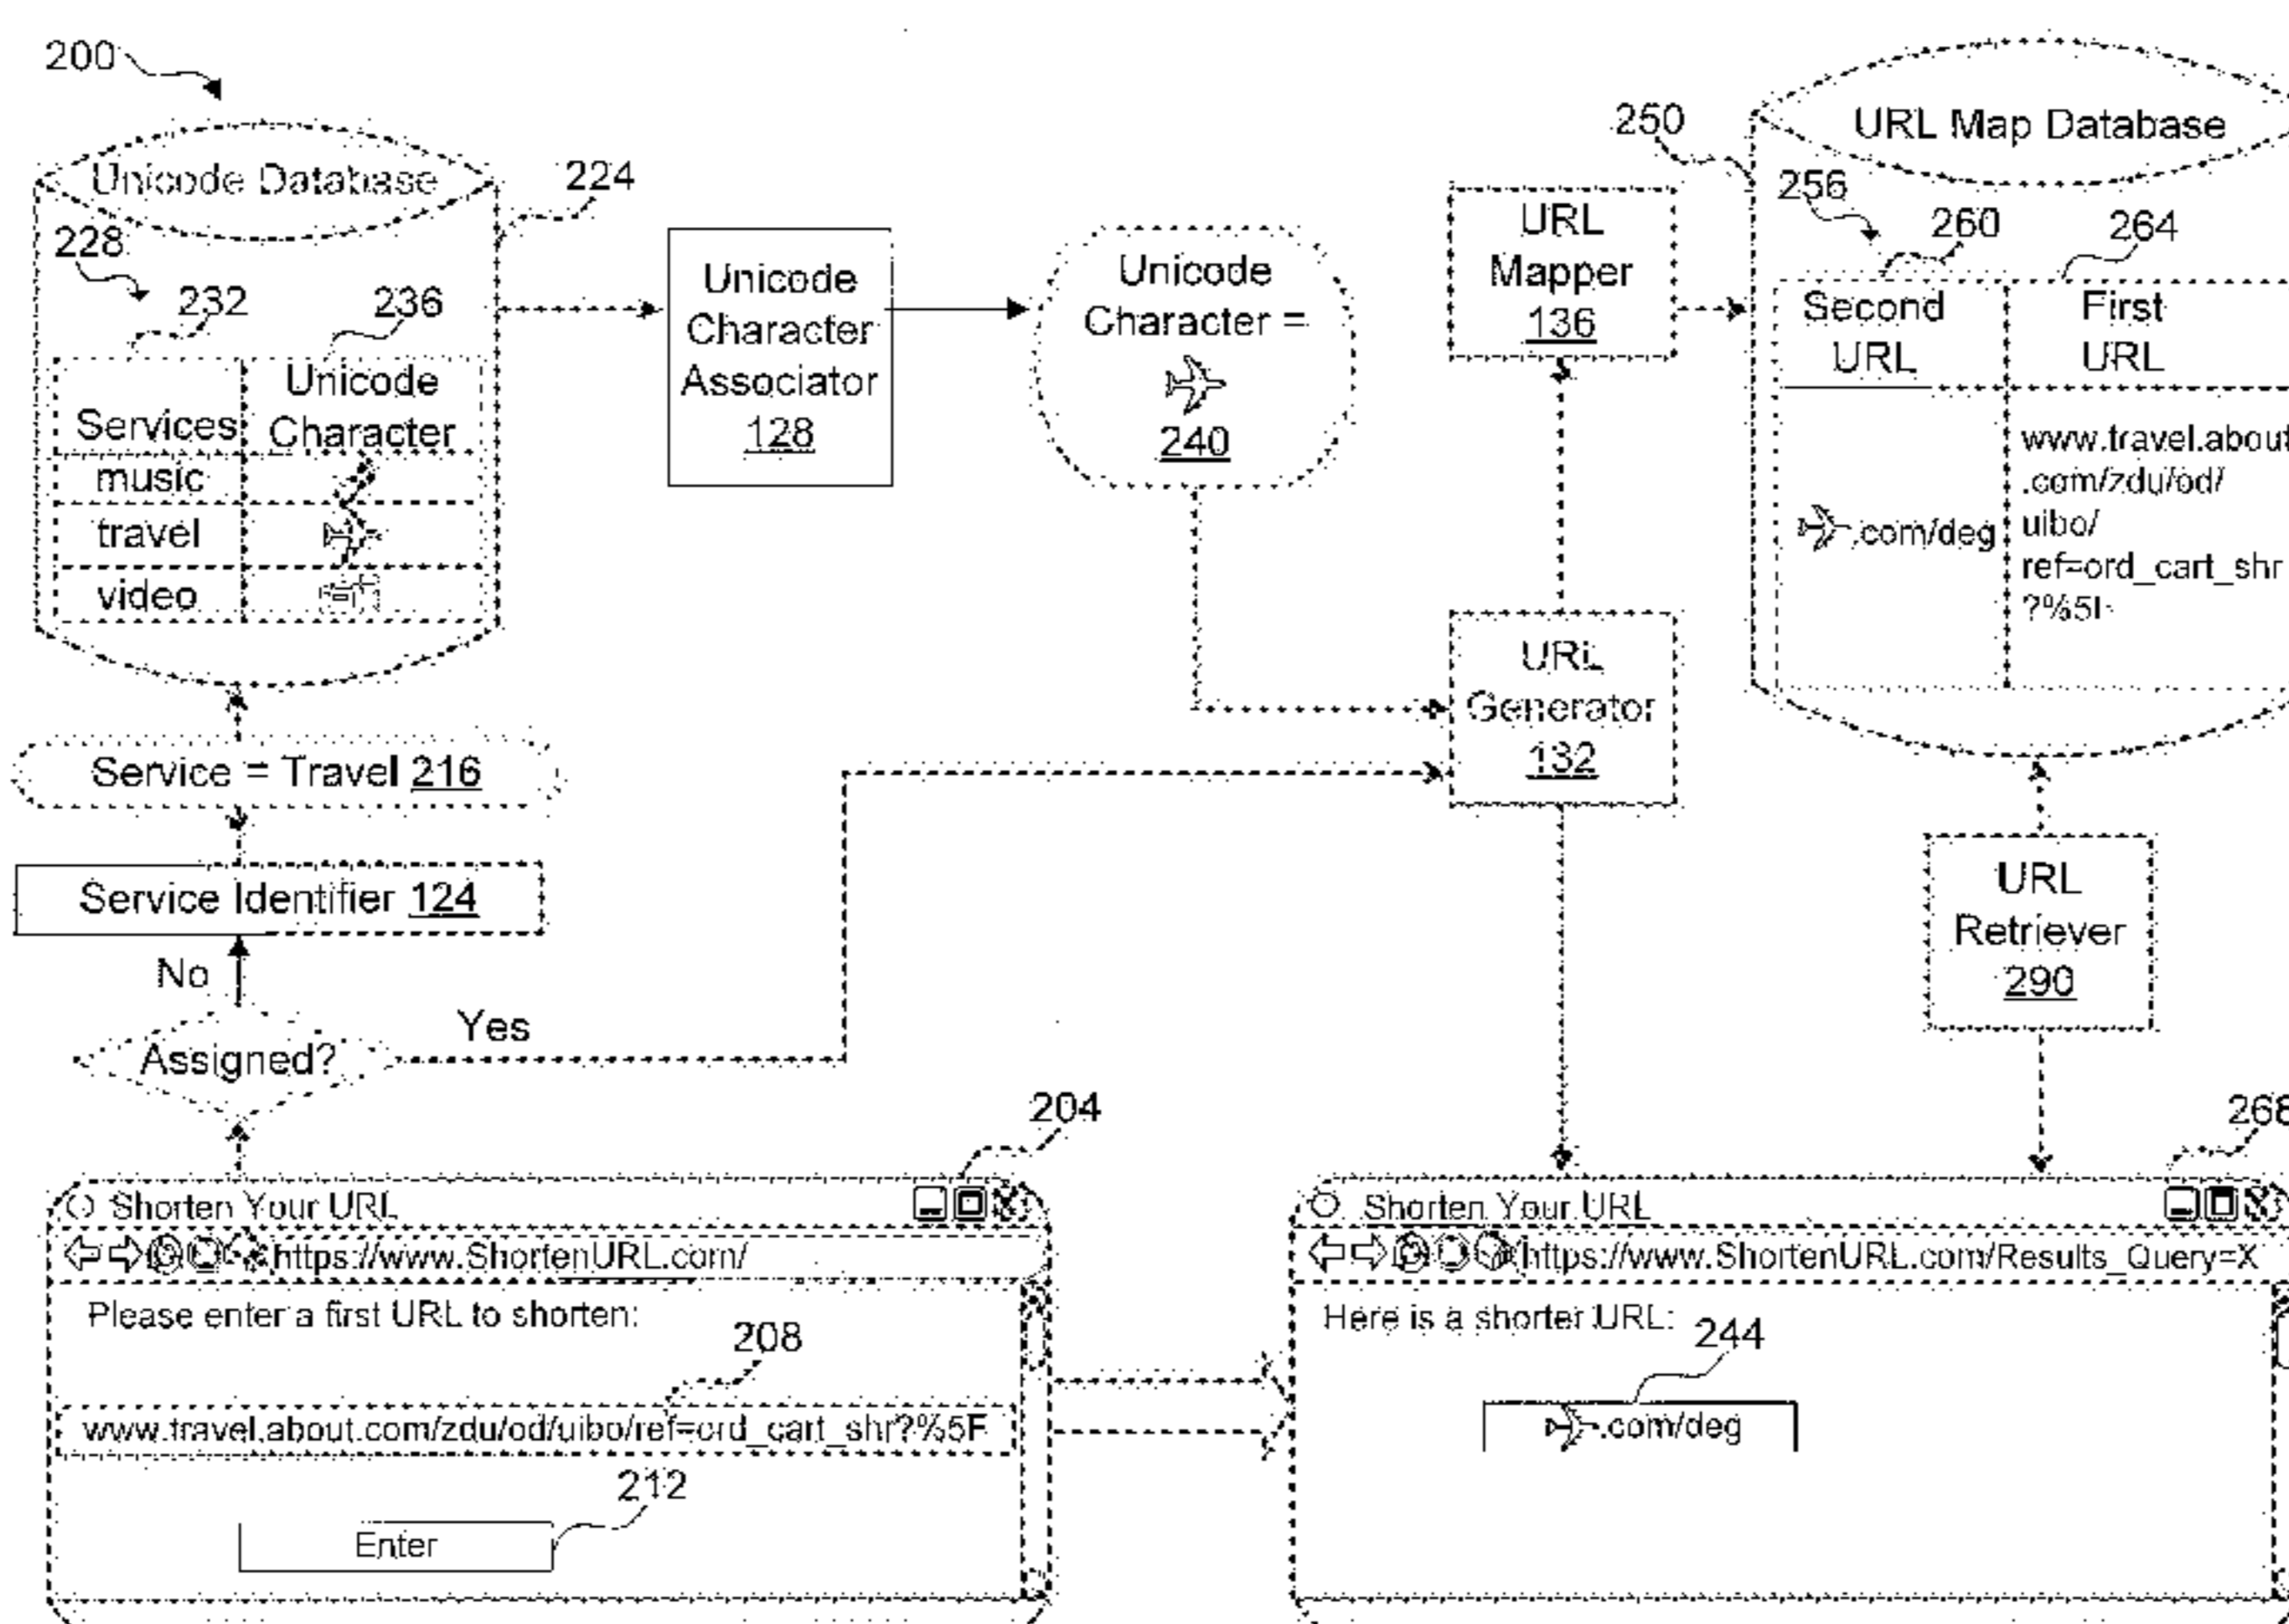 200
Unicode Database
224
228
232
236
Services
Unicode
Character
music
travel
video
Unicode
Character
Associator
128
Unicode
Character =
240
URL
Mapper
136
250
URL Map Database
256
260
264
Second
URL
First
URL
.com/deg
www.travel.about
.com/zdu/od/
uibo/
ref=ord_cart_shr
?%5F
URL
Generator
132
Service = Travel 216
Service Identifier 124
No
Assigned?
Yes
URL
Retriever
290
204
Shorten Your URL
https://www.ShortenURL.com/
Please enter a first URL to shorten:
208
www.travel.about.com/zdu/od/uibo/ref=ord_cart_shr?%5F
212
Enter
268
Shorten Your URL
https://www.ShortenURL.com/Results_Query=X
Here is a shorter URL:
244
.com/deg